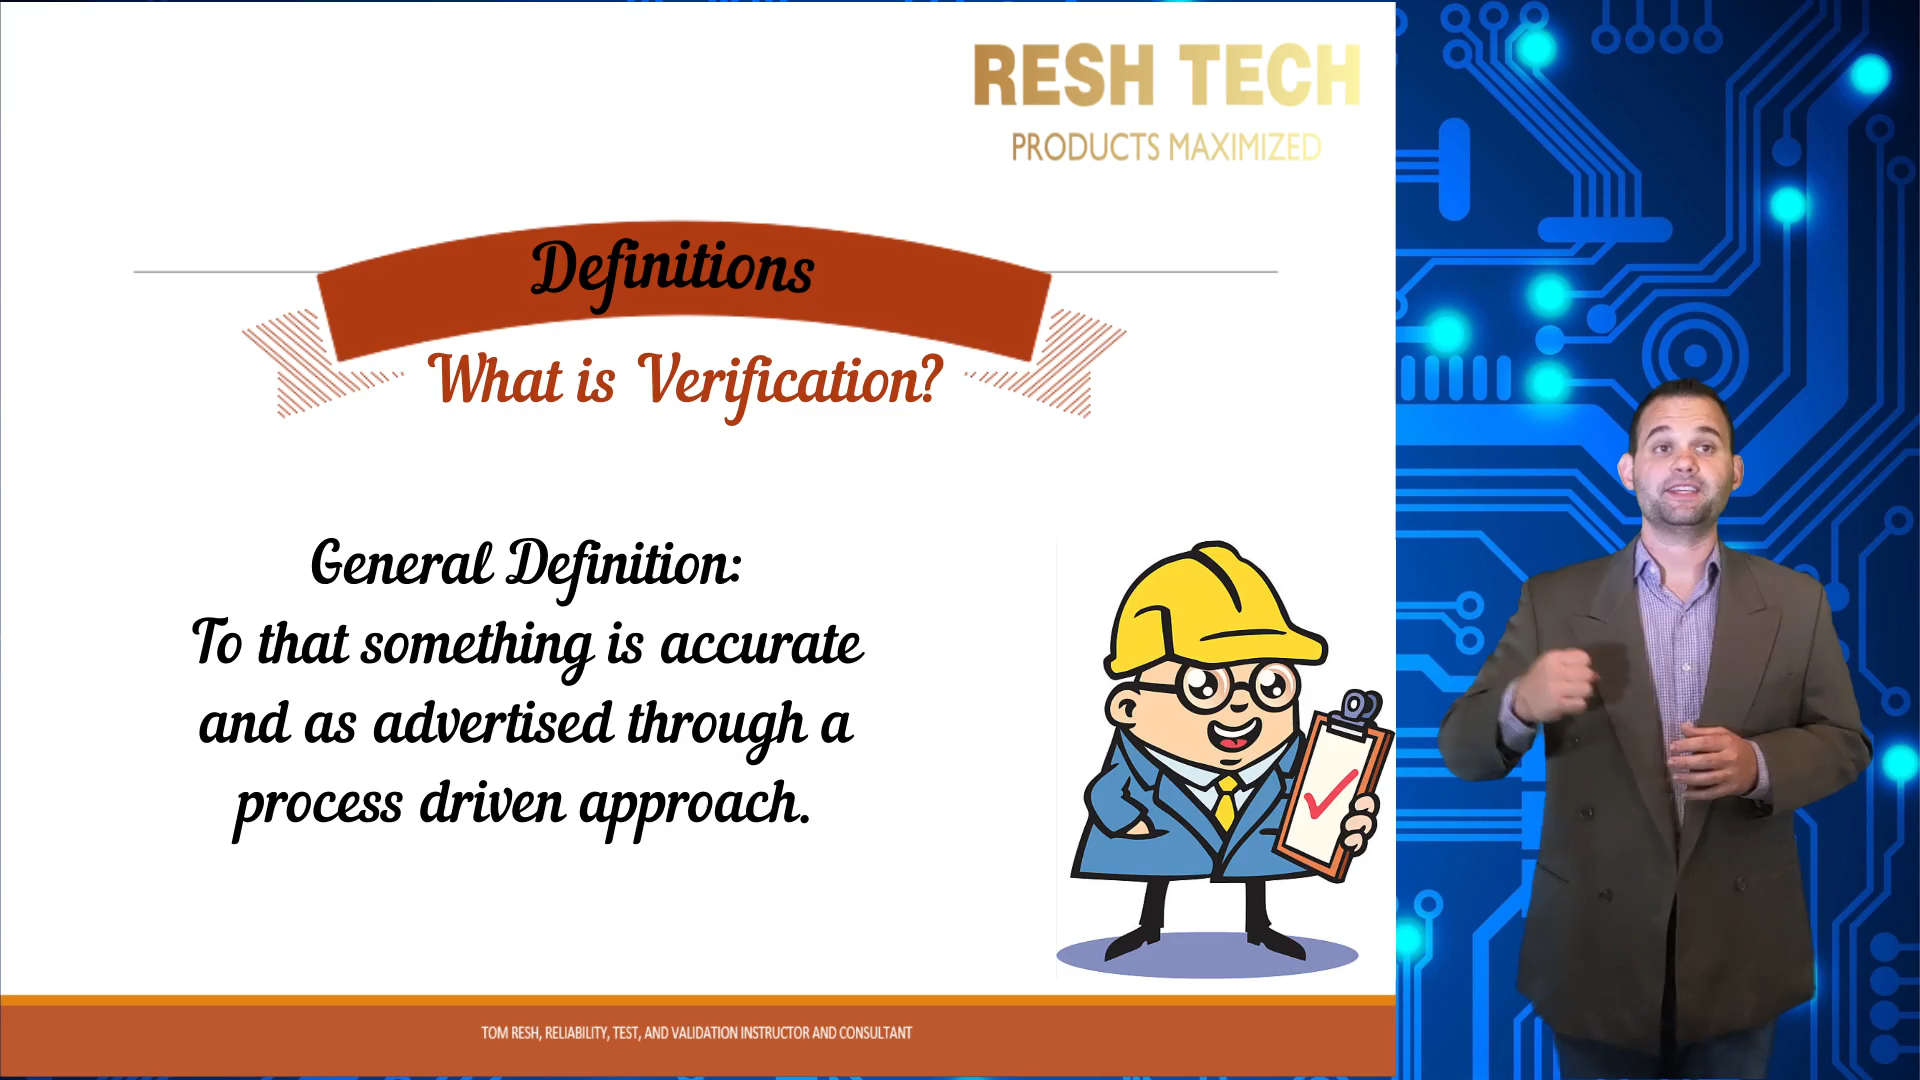 RESH TECH
PRODUCTS MAXIMIZED
Definitions
What is Verification?
General Definition:
To that something is accurate
and as advertised through a
process driven approach.
TOM RESH, RELIABILITY, TEST, AND VALIDATION INSTRUCTOR AND CONSULTANT